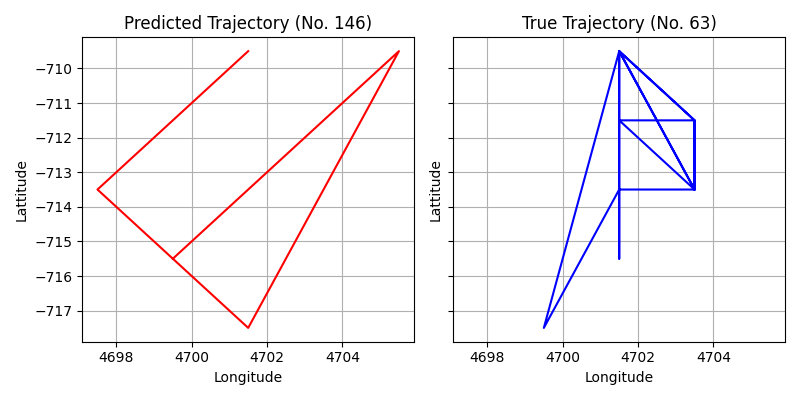 Predicted Trajectory (No. 146)
True Trajectory (No. 63)
Lattitude
−710
−711
−712
−713
−714
−715
−716
−717
4698
4700
4702
4704
Longitude
Lattitude
4698
4700
4702
4704
Longitude